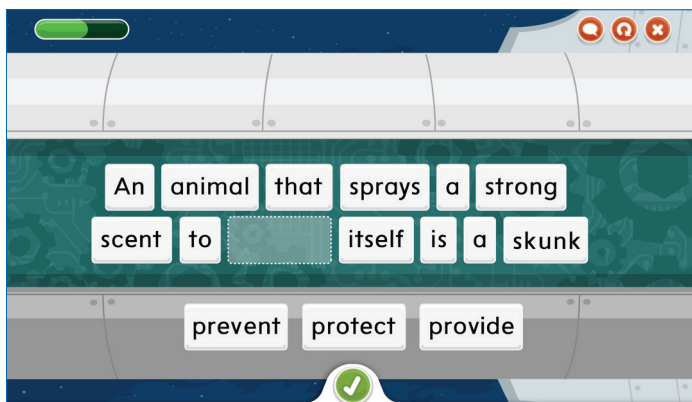 An animal that sprays a strong
scent to itself is a skunk
prevent protect provide